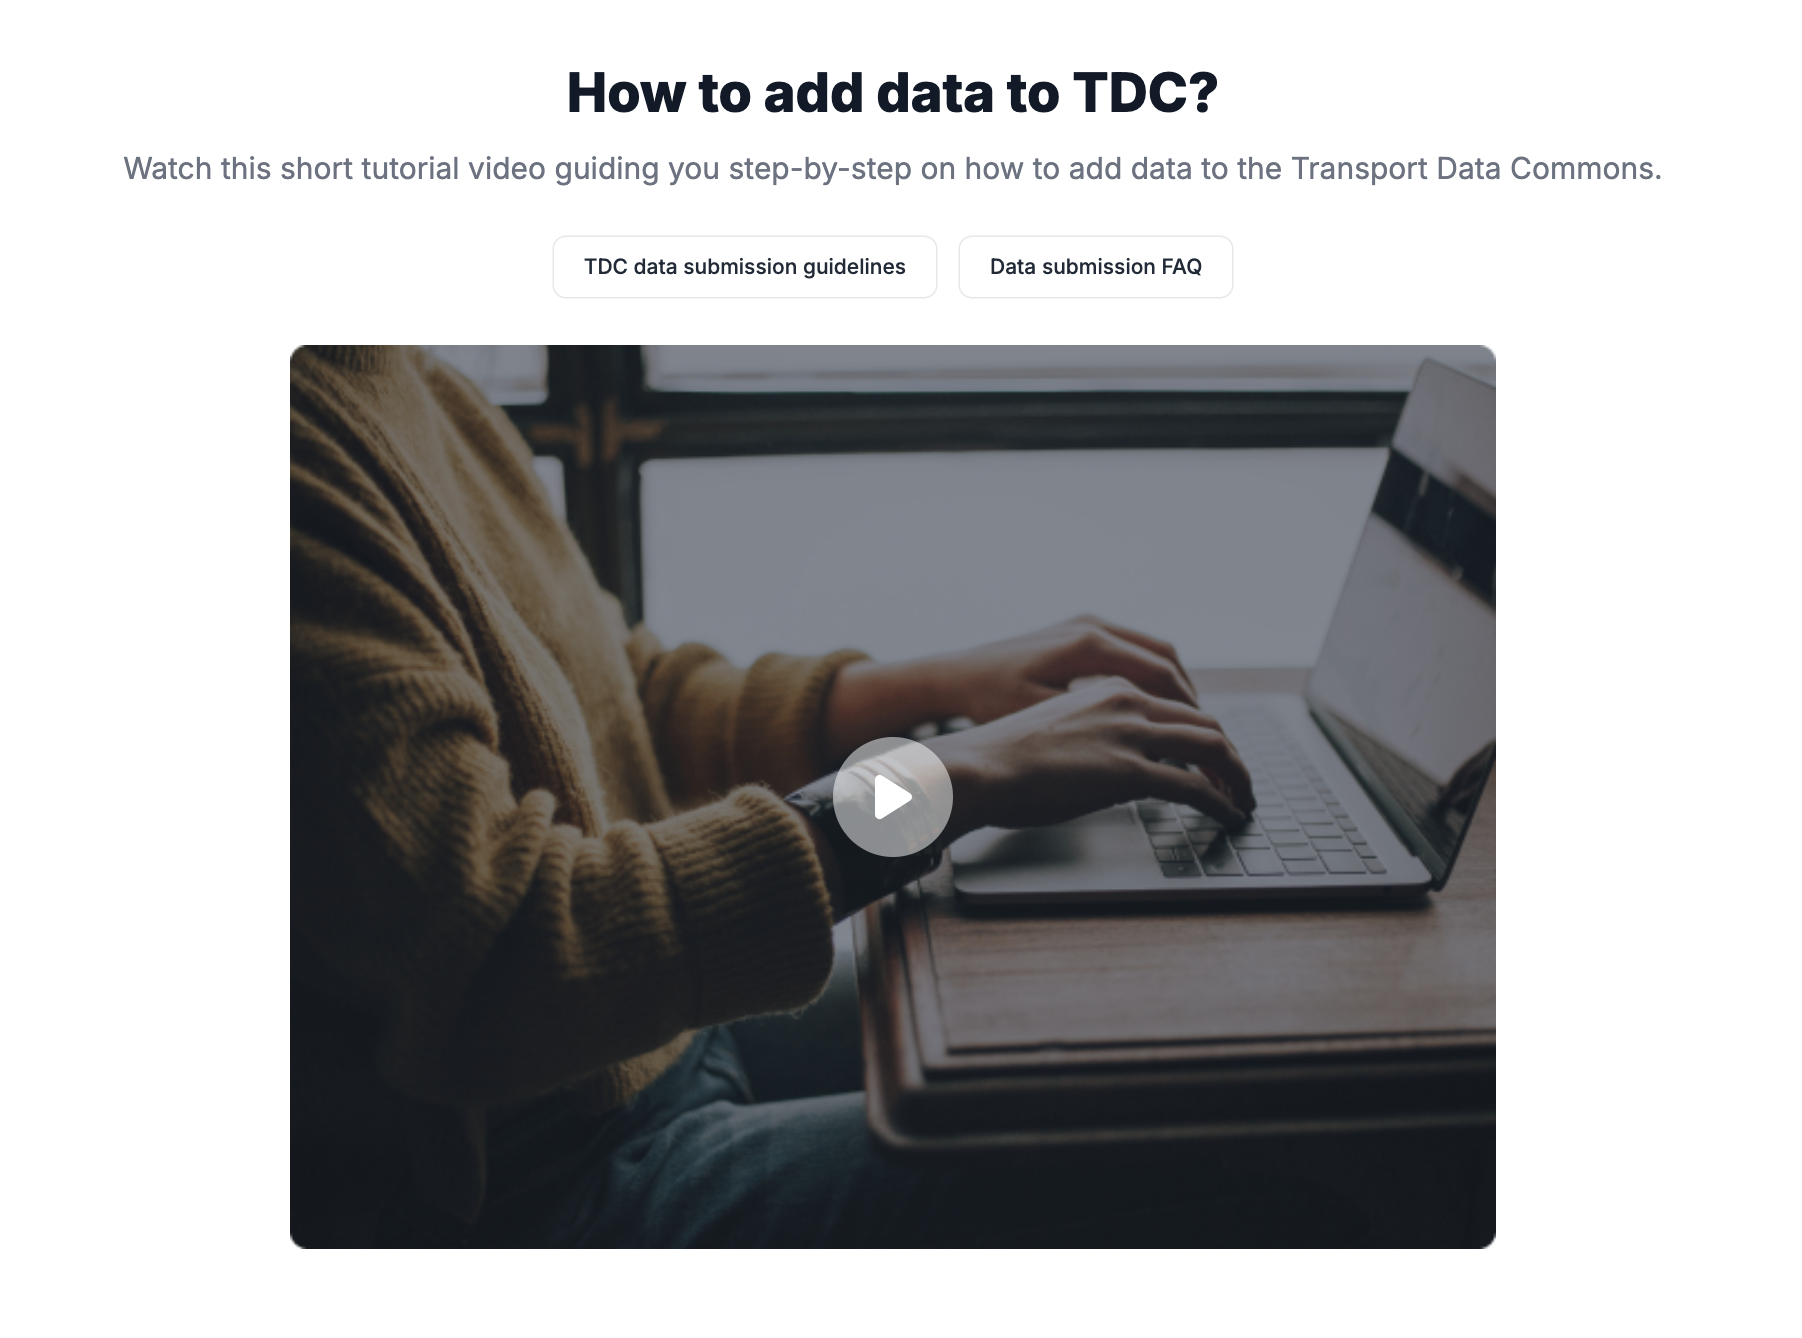 How to add data to TDC?
Watch this short tutorial video guiding you step-by-step on how to add data to the Transport Data Commons.
TDC data submission guidelines
Data submission FAQ